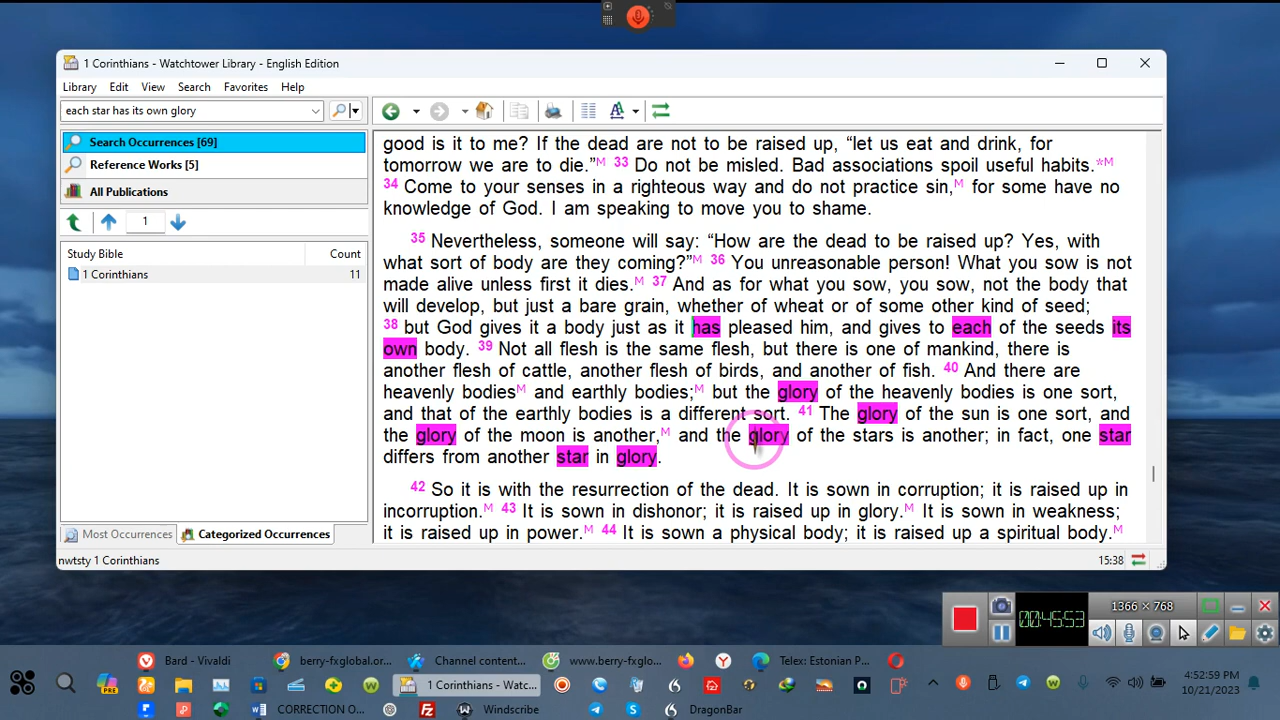 1 Corinthians - Watchtower Library - English Edition
Library Edit View Search Favorites Help
each star has its own glory
Search Occurrences [69]
Reference Works [5]
All Publications
1
Study Bible Count
1 Corinthians 11
Most Occurrences Categorized Occurrences
good is it to me? If the dead are not to be raised up, “let us eat and drink, for
tomorrow we are to die.”M 33 Do not be misled. Bad associations spoil useful habits.*M
34 Come to your senses in a righteous way and do not practice sin,M for some have no
knowledge of God. I am speaking to move you to shame.
35 Nevertheless, someone will say: “How are the dead to be raised up? Yes, with
what sort of body are they coming?”M 36 You unreasonable person! What you sow is not
made alive unless first it dies.M 37 And as for what you sow, you sow, not the body that
will develop, but just a bare grain, whether of wheat or of some other kind of seed;
38 but God gives it a body just as it has pleased him, and gives to each of the seeds its
own body. 39 Not all flesh is the same flesh, but there is one of mankind, there is
another flesh of cattle, another flesh of birds, and another of fish. 40 And there are
heavenly bodiesM and earthly bodies;M but the glory of the heavenly bodies is one sort,
and that of the earthly bodies is a different sort. 41 The glory of the sun is one sort, and
the glory of the moon is another,M and the glory of the stars is another; in fact, one star
differs from another star in glory.
42 So it is with the resurrection of the dead. It is sown in corruption; it is raised up in
incorruption.M 43 It is sown in dishonor; it is raised up in glory.M It is sown in weakness;
it is raised up in power.M 44 It is sown a physical body; it is raised up a spiritual body.M
nwtsty 1 Corinthians 15:38
1366 × 768
00:45:53
Bard - Vivaldi berry-fxglobal.or... Channel content... www.berry-fxglo... Telex: Estonian P...
PRE 1 Corinthians - Watc...
CORRECTION O... Windscribe DragonBar
4:52:59 PM
10/21/2023